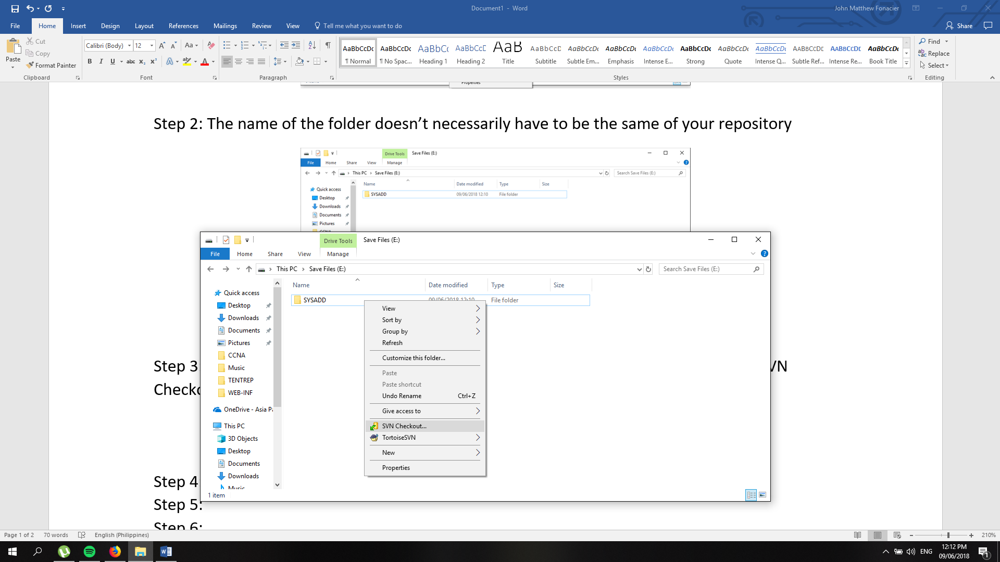 Document1 - Word
John Matthew Fonacier
File Home Insert Design Layout References Mailings Review View Tell me what you want to do
Share
Paste
Cut
Copy
Format Painter
Clipboard
Calibri (Body) 12
Aa
B I U abc X₂ X²
A
Font
Paragraph
AaBbCcDc AaBbCcDc AaBbCc AaBbCcD AaB AaBbCcD AaBbCcDc AaBbCcDc AaBbCcDc AaBbCcDc AaBbCcDc AaBbCcDc AaBbCcDc AaBbCcDc AaBbCcDc
¶ Normal ¶ No Spac... Heading 1 Heading 2 Title Subtitle Subtle Em... Emphasis Intense E... Strong Quote Intense Q... Subtle Ref... Intense Re... Book Title
Styles
Find
Replace
Select
Editing
Properties
Step 2: The name of the folder doesn’t necessarily have to be the same of your repository
Drive Tools Save Files (E:)
File Home Share View Manage
This PC > Save Files (E:)
Search Save Files (E:)
Name Date modified Type Size
Quick access
SYSADD 09/06/2018 12:10 File folder
Desktop
Downloads
Documents
Pictures
Drive Tools Save Files (E:)
File Home Share View Manage
This PC > Save Files (E:)
Search Save Files (E:)
Name Date modified Type Size
SYSADD 09/06/2018 12:10 File folder
Quick access
Desktop
Downloads
Documents
Pictures
CCNA
Music
TENTREP
WEB-INF
OneDrive - Asia Pa
This PC
3D Objects
Desktop
Documents
Downloads
Music
1 item
View
Sort by
Group by
Refresh
Customize this folder...
Paste
Paste shortcut
Undo Rename Ctrl+Z
Give access to
SVN Checkout...
TortoiseSVN
New
Properties
Step 3 VN
Checko
Step 4
Step 5:
Step 6:
Page 1 of 2 70 words English (Philippines)
210%
ENG
12:12 PM
09/06/2018
1